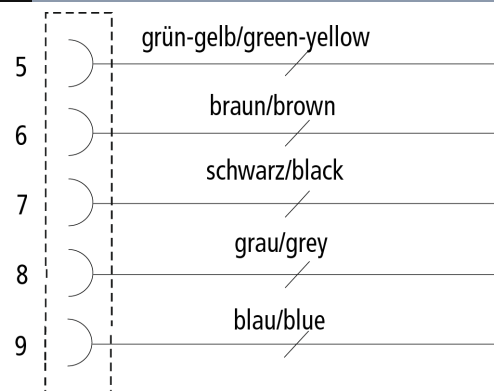 5 grün-gelb/green-yellow
6 braun/brown
7 schwarz/black
8 grau/grey
9 blau/blue